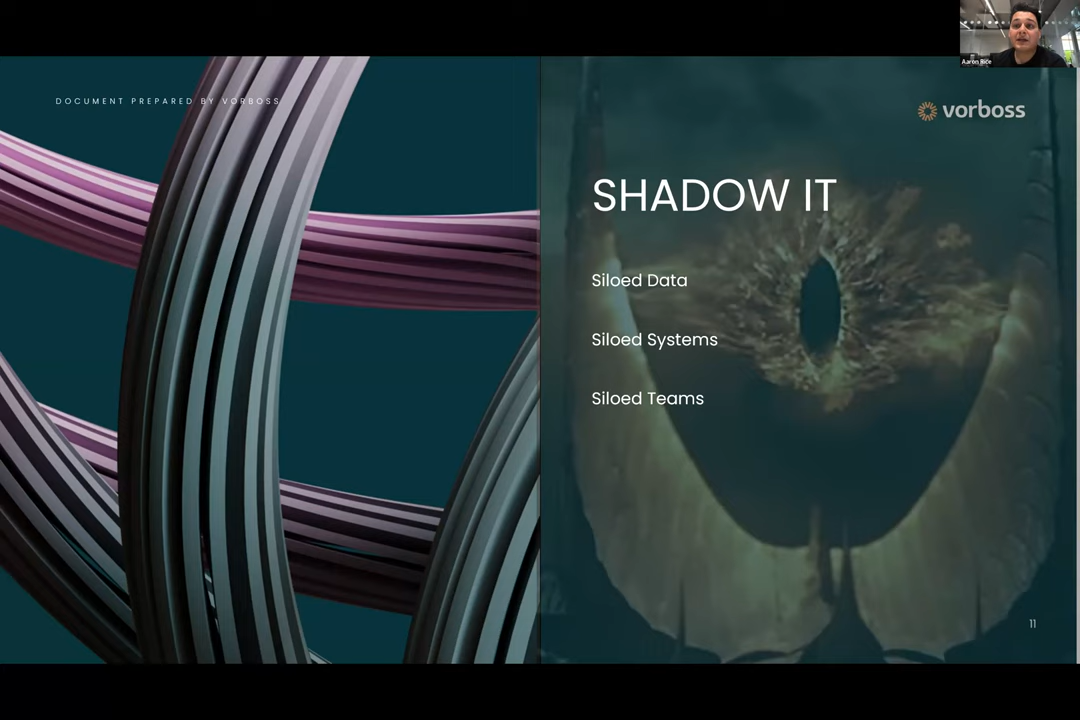 Aaron Rice
DOCUMENT PREPARED BY VORBOSS
vorboss
SHADOW IT
Siloed Data
Siloed Systems
Siloed Teams
11